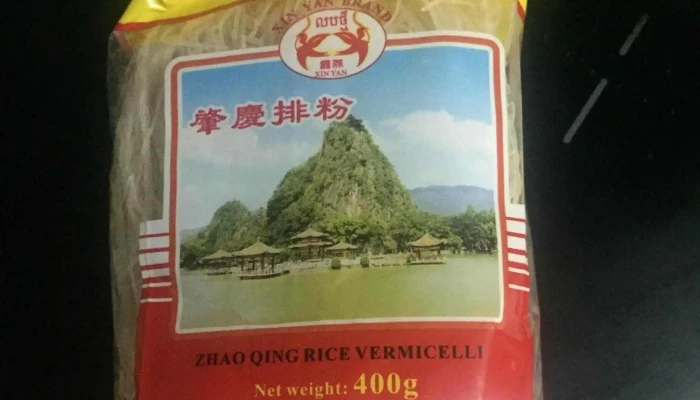 XIN YAN BRAND
鑫燕
XIN YAN
肇慶排粉
ZHAO QING RICE VERMICELLI
Net weight: 400g